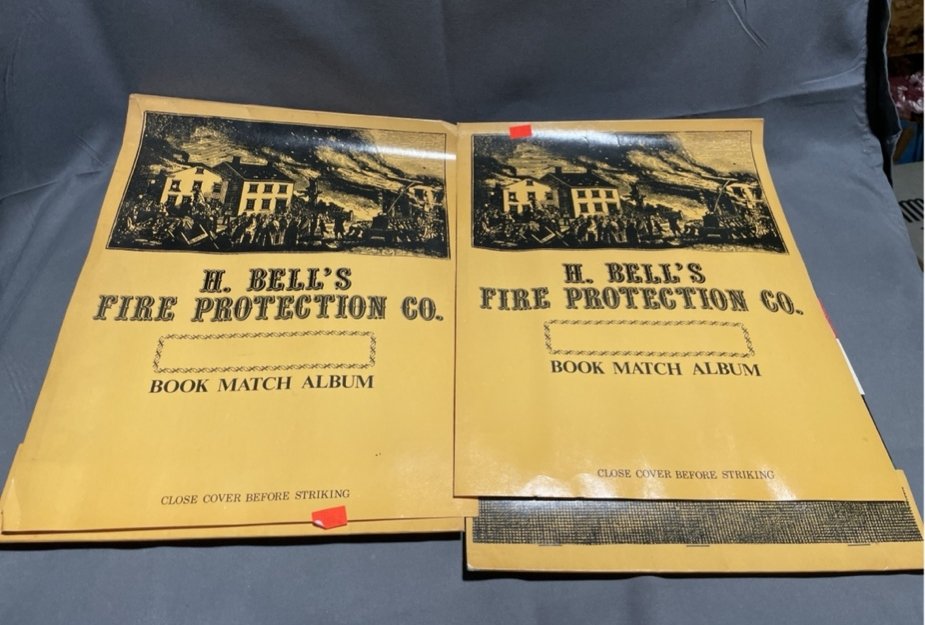 H. BELL'S
FIRE PROTECTION CO.
BOOK MATCH ALBUM
CLOSE COVER BEFORE STRIKING
H. BELL'S
FIRE PROTECTION CO.
BOOK MATCH ALBUM
CLOSE COVER BEFORE STRIKING